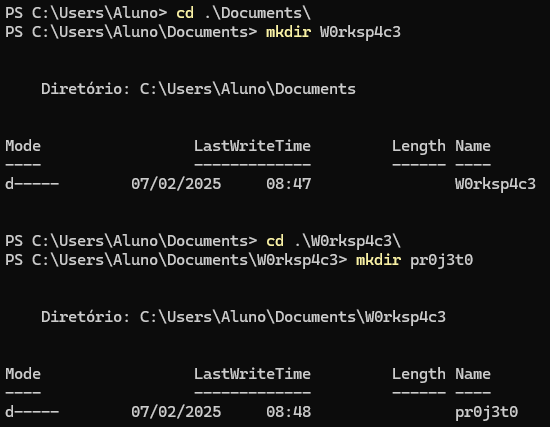 PS C:\Users\Aluno> cd .\Documents\
PS C:\Users\Aluno\Documents> mkdir W0rksp4c3
Diretório: C:\Users\Aluno\Documents
Mode LastWriteTime Length Name
---- ------------- ------ ----
d----- 07/02/2025 08:47 W0rksp4c3
PS C:\Users\Aluno\Documents> cd .\W0rksp4c3\
PS C:\Users\Aluno\Documents\W0rksp4c3> mkdir pr0j3t0
Diretório: C:\Users\Aluno\Documents\W0rksp4c3
Mode LastWriteTime Length Name
---- ------------- ------ ----
d----- 07/02/2025 08:48 pr0j3t0